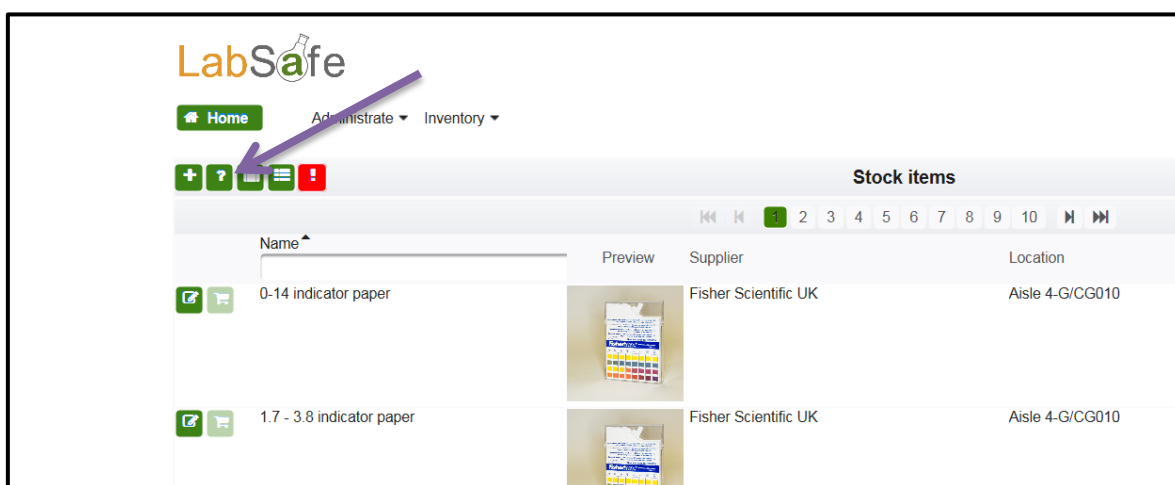 LabSafe
Home Administrate Inventory
+ ? !
Stock items
1 2 3 4 5 6 7 8 9 10
Name Preview Supplier Location
0-14 indicator paper Fisher Scientific UK Aisle 4-G/CG010
1.7 - 3.8 indicator paper Fisher Scientific UK Aisle 4-G/CG010